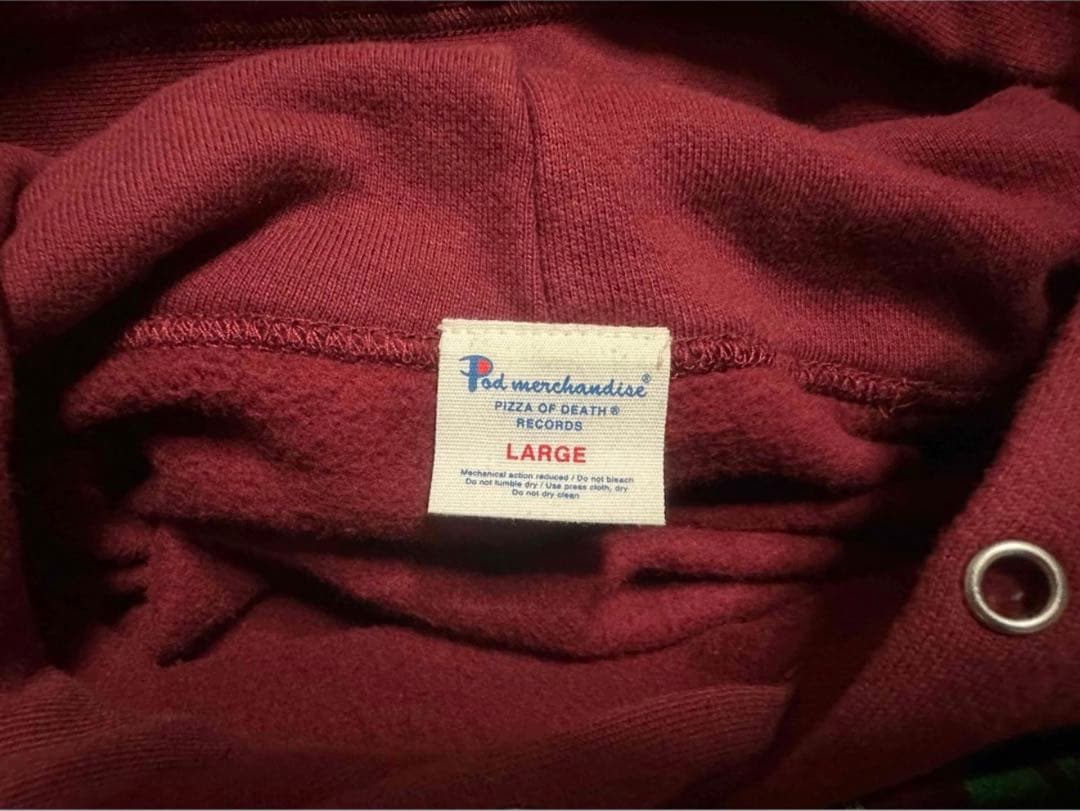 Pod merchandise®
PIZZA OF DEATH®
RECORDS
LARGE
Mechanical action reduced / Do not bleach
Do not tumble dry / Use press cloth, dry
Do not dry clean